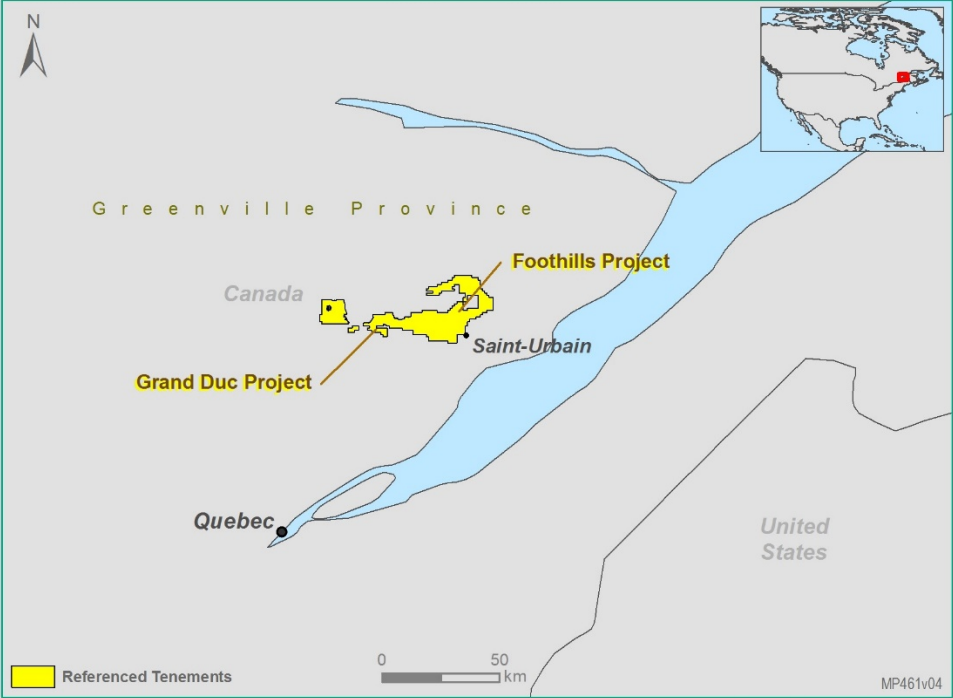 N
Greenville Province
Foothills Project
Canada
Saint-Urbain
Grand Duc Project
Quebec
United
States
0 50
km
Referenced Tenements
MP461v04